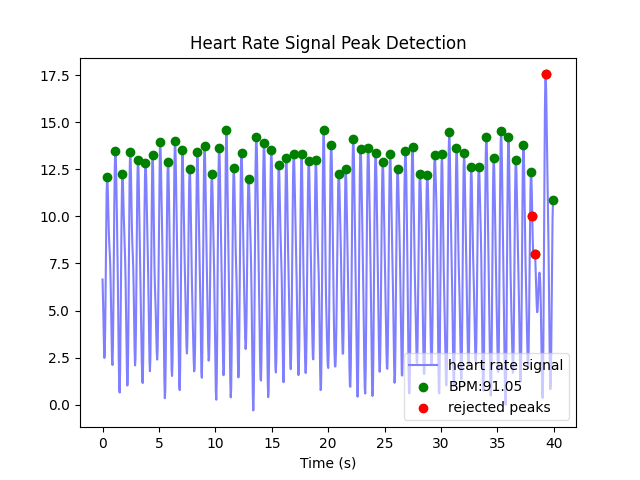 Heart Rate Signal Peak Detection
17.5
15.0
12.5
10.0
7.5
5.0
2.5
0.0
heart rate signal
BPM:91.05
rejected peaks
0 5 10 15 20 25 30 35 40
Time (s)